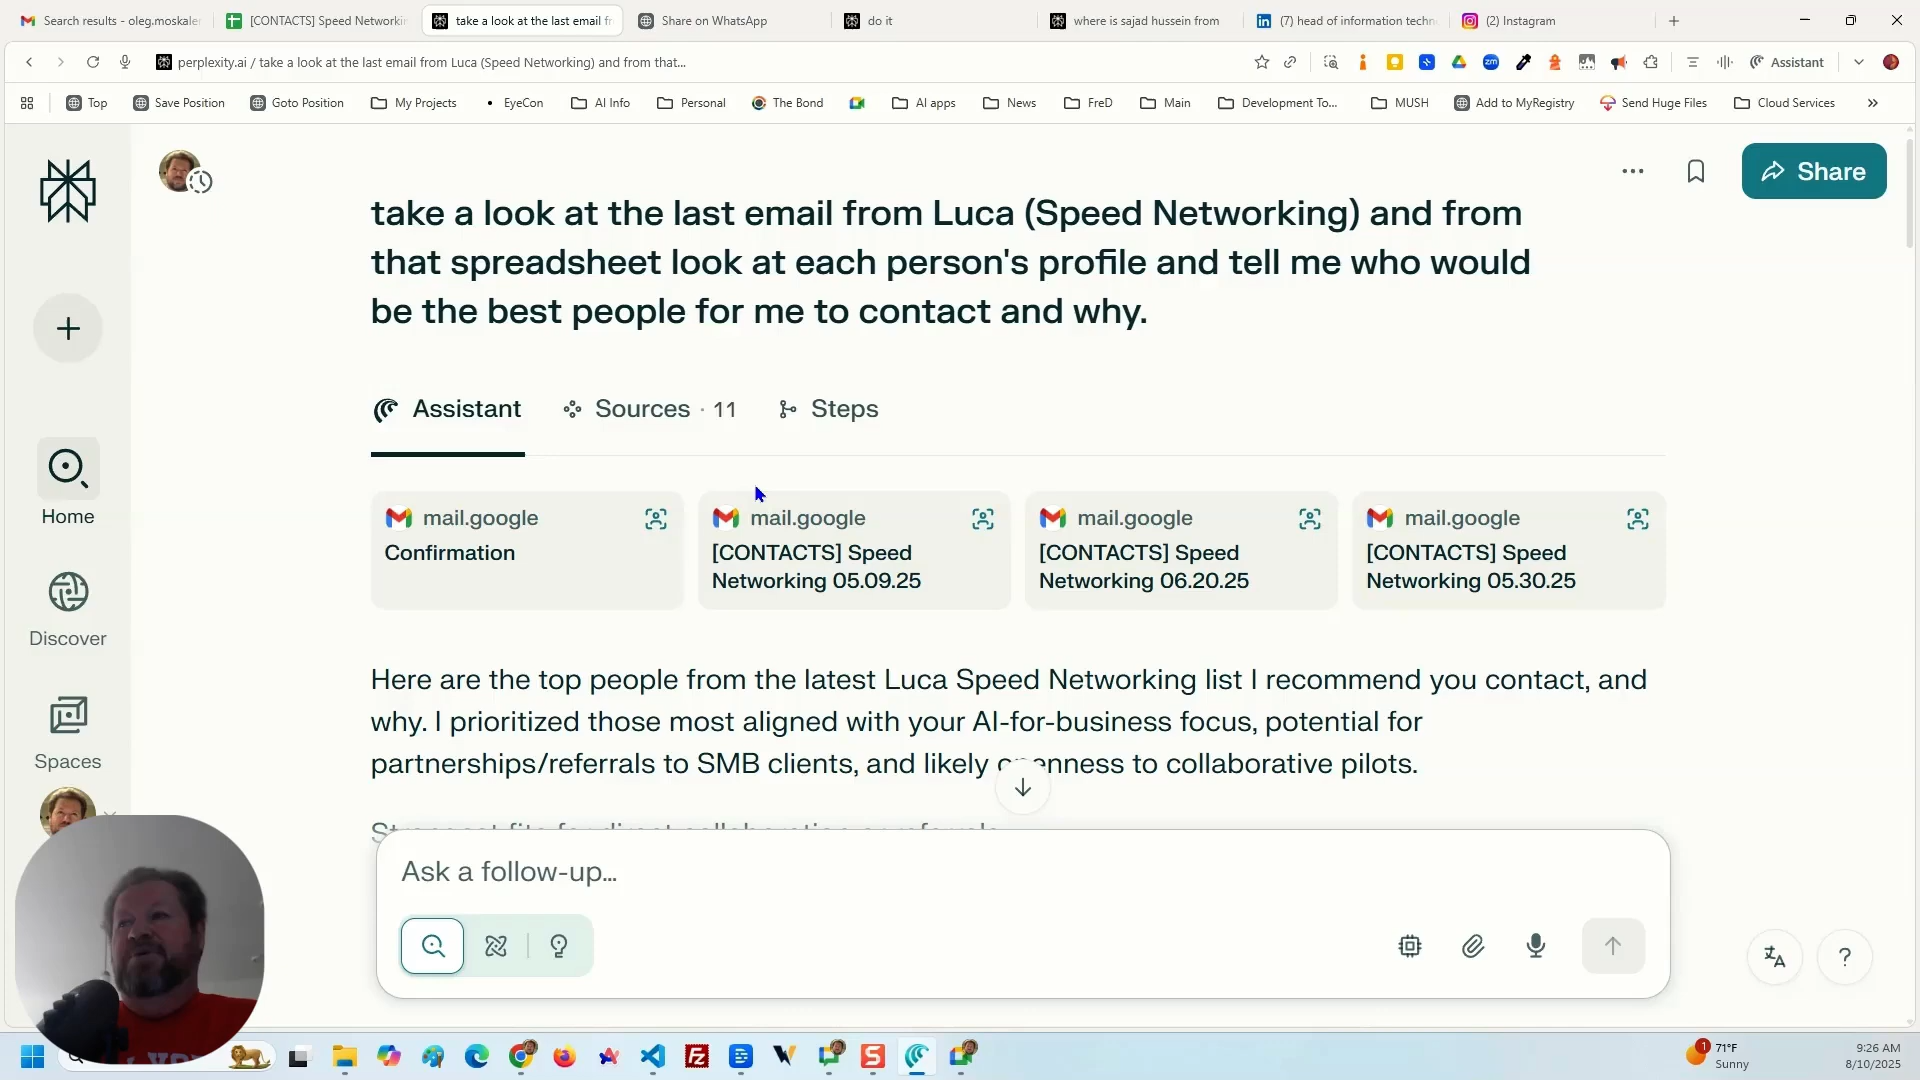 Search results - oleg.moskaler
[CONTACTS] Speed Networkin
take a look at the last email fr
Share on WhatsApp
do it
where is sajad hussein from
(7) head of information techn
(2) Instagram
perplexity.ai / take a look at the last email from Luca (Speed Networking) and from that...
Assistant
Top
Save Position
Goto Position
My Projects
EyeCon
AI Info
Personal
The Bond
AI apps
News
FreD
Main
Development To...
MUSH
Add to MyRegistry
Send Huge Files
Cloud Services
Share
take a look at the last email from Luca (Speed Networking) and from
that spreadsheet look at each person's profile and tell me who would
be the best people for me to contact and why.
Assistant
Sources · 11
Steps
mail.google
Confirmation
mail.google
[CONTACTS] Speed
Networking 05.09.25
mail.google
[CONTACTS] Speed
Networking 06.20.25
mail.google
[CONTACTS] Speed
Networking 05.30.25
Home
Discover
Spaces
Here are the top people from the latest Luca Speed Networking list I recommend you contact, and
why. I prioritized those most aligned with your AI-for-business focus, potential for
partnerships/referrals to SMB clients, and likely openness to collaborative pilots.
Ask a follow-up...
71°F
Sunny
9:26 AM
8/10/2025